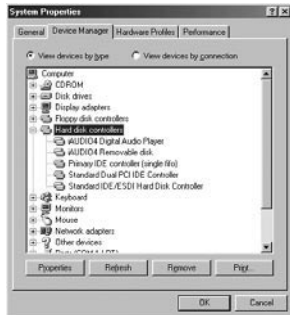 System Properties
General Device Manager Hardware Profiles Performance
View devices by type View devices by connection
Computer
CDROM
Disk drives
Display adapters
Floppy disk controllers
Hard disk controllers
iAUDIO4 Digital Audio Player
iAUDIO4 Removable disk
Primary IDE controller (single fifo)
Standard Dual PCI IDE Controller
Standard IDE/ESDI Hard Disk Controller
Keyboard
Monitors
Mouse
Network adapters
Other devices
Properties Refresh Remove Print...
OK Cancel